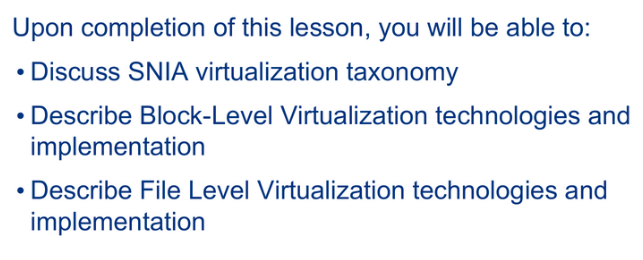 Upon completion of this lesson, you will be able to:
• Discuss SNIA virtualization taxonomy
• Describe Block-Level Virtualization technologies and
implementation
• Describe File Level Virtualization technologies and
implementation